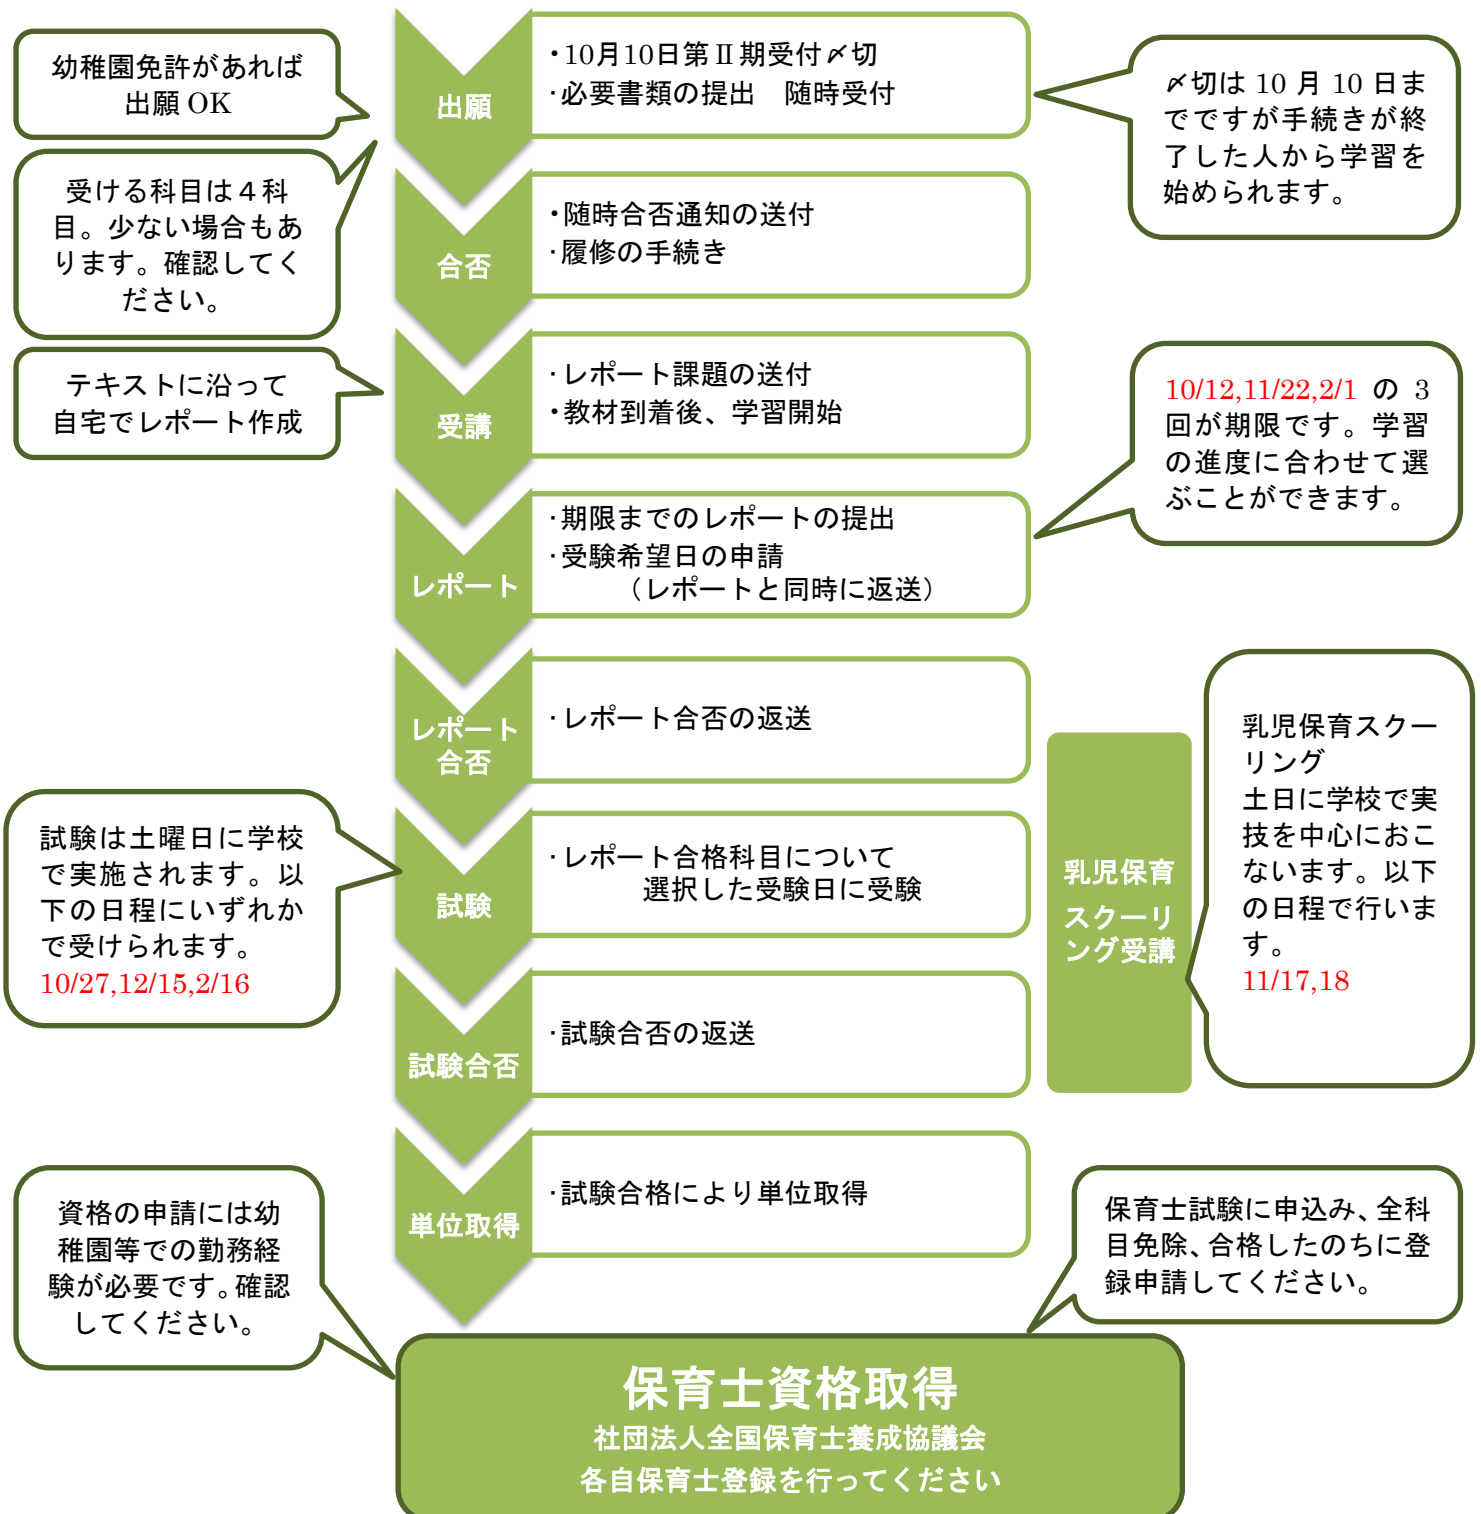 幼稚園免許があれば
出願 OK
受ける科目は４科
目。少ない場合もあ
ります。確認してく
ださい。
出願
・10月10日第Ⅱ期受付〆切
・必要書類の提出　随時受付
〆切は 10 月 10 日ま
でですが手続きが終
了した人から学習を
始められます。
合否
・随時合否通知の送付
・履修の手続き
テキストに沿って
自宅でレポート作成
受講
・レポート課題の送付
・教材到着後、学習開始
10/12,11/22,2/1 の 3
回が期限です。学習
の進度に合わせて選
ぶことができます。
レポート
・期限までのレポートの提出
・受験希望日の申請
（レポートと同時に返送）
レポート
合否
・レポート合否の返送
乳児保育
スクーリ
ング受講
乳児保育スクー
リング
土日に学校で実
技を中心におこ
ないます。以下
の日程で行いま
す。
11/17,18
試験は土曜日に学校
で実施されます。以
下の日程にいずれか
で受けられます。
10/27,12/15,2/16
試験
・レポート合格科目について
選択した受験日に受験
試験合否
・試験合否の返送
単位取得
・試験合格により単位取得
資格の申請には幼
稚園等での勤務経
験が必要です。確認
してください。
保育士試験に申込み、全科
目免除、合格したのちに登
録申請してください。
保育士資格取得
社団法人全国保育士養成協議会
各自保育士登録を行ってください